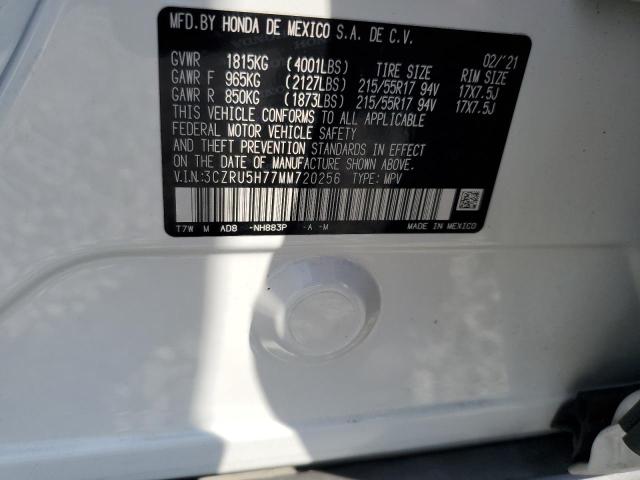 MFD.BY HONDA DE MEXICO S.A. DE C.V.
02/'21
GVWR 1815KG (4001LBS) TIRE SIZE RIM SIZE
GAWR F 965KG (2127LBS) 215/55R17 94V 17X7.5J
GAWR R 850KG (1873LBS) 215/55R17 94V 17X7.5J
THIS VEHICLE CONFORMS TO ALL APPLICABLE
FEDERAL MOTOR VEHICLE SAFETY
AND THEFT PREVENTION STANDARDS IN EFFECT
ON THE DATE OF MANUFACTURE SHOWN ABOVE.
V.I.N:3CZRU5H77MM720256 TYPE: MPV
T7W M AD8 -NH883P -A -M MADE IN MEXICO